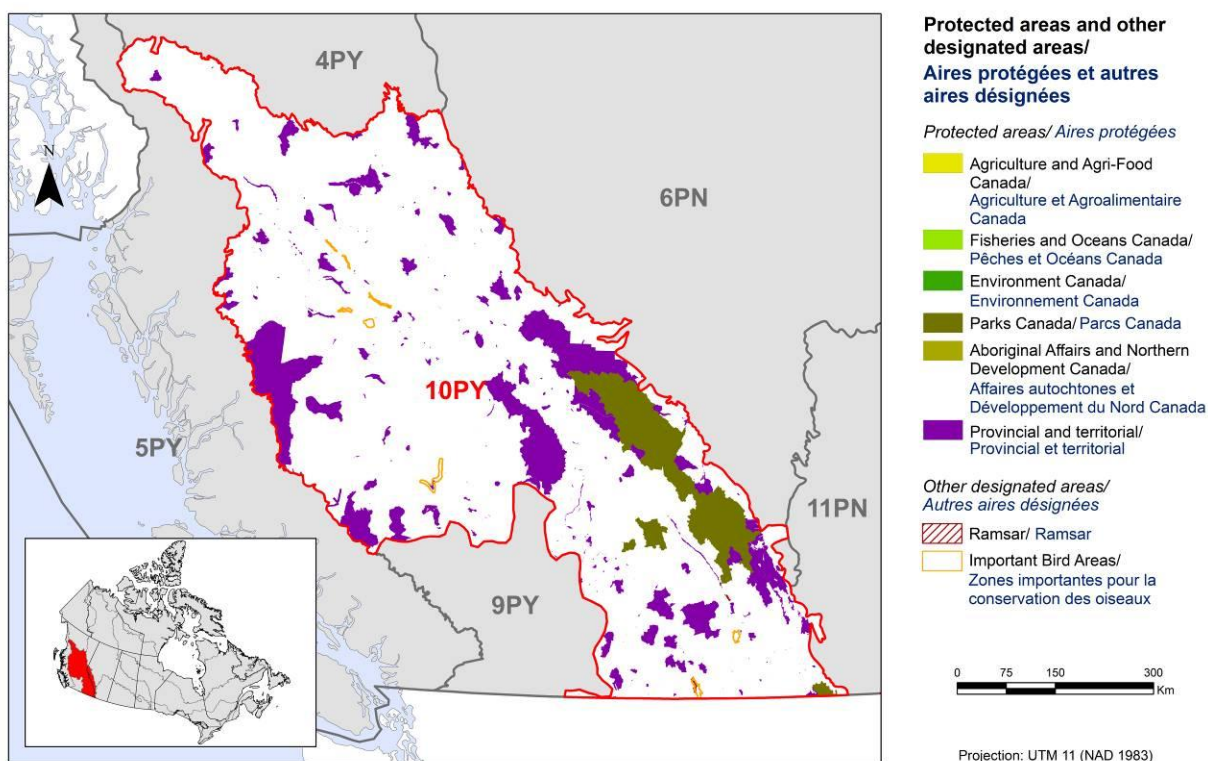 4PY
N
6PN
10PY
5PY
11PN
9PY
Protected areas and other
designated areas/
Aires protégées et autres
aires désignées
Protected areas/ Aires protégées
Agriculture and Agri-Food
Canada/
Agriculture et Agroalimentaire
Canada
Fisheries and Oceans Canada/
Pêches et Océans Canada
Environment Canada/
Environnement Canada
Parks Canada/ Parcs Canada
Aboriginal Affairs and Northern
Development Canada/
Affaires autochtones et
Développement du Nord Canada
Provincial and territorial/
Provincial et territorial
Other designated areas/
Autres aires désignées
Ramsar/ Ramsar
Important Bird Areas/
Zones importantes pour la
conservation des oiseaux
0 75 150 300
Km
Projection: UTM 11 (NAD 1983)